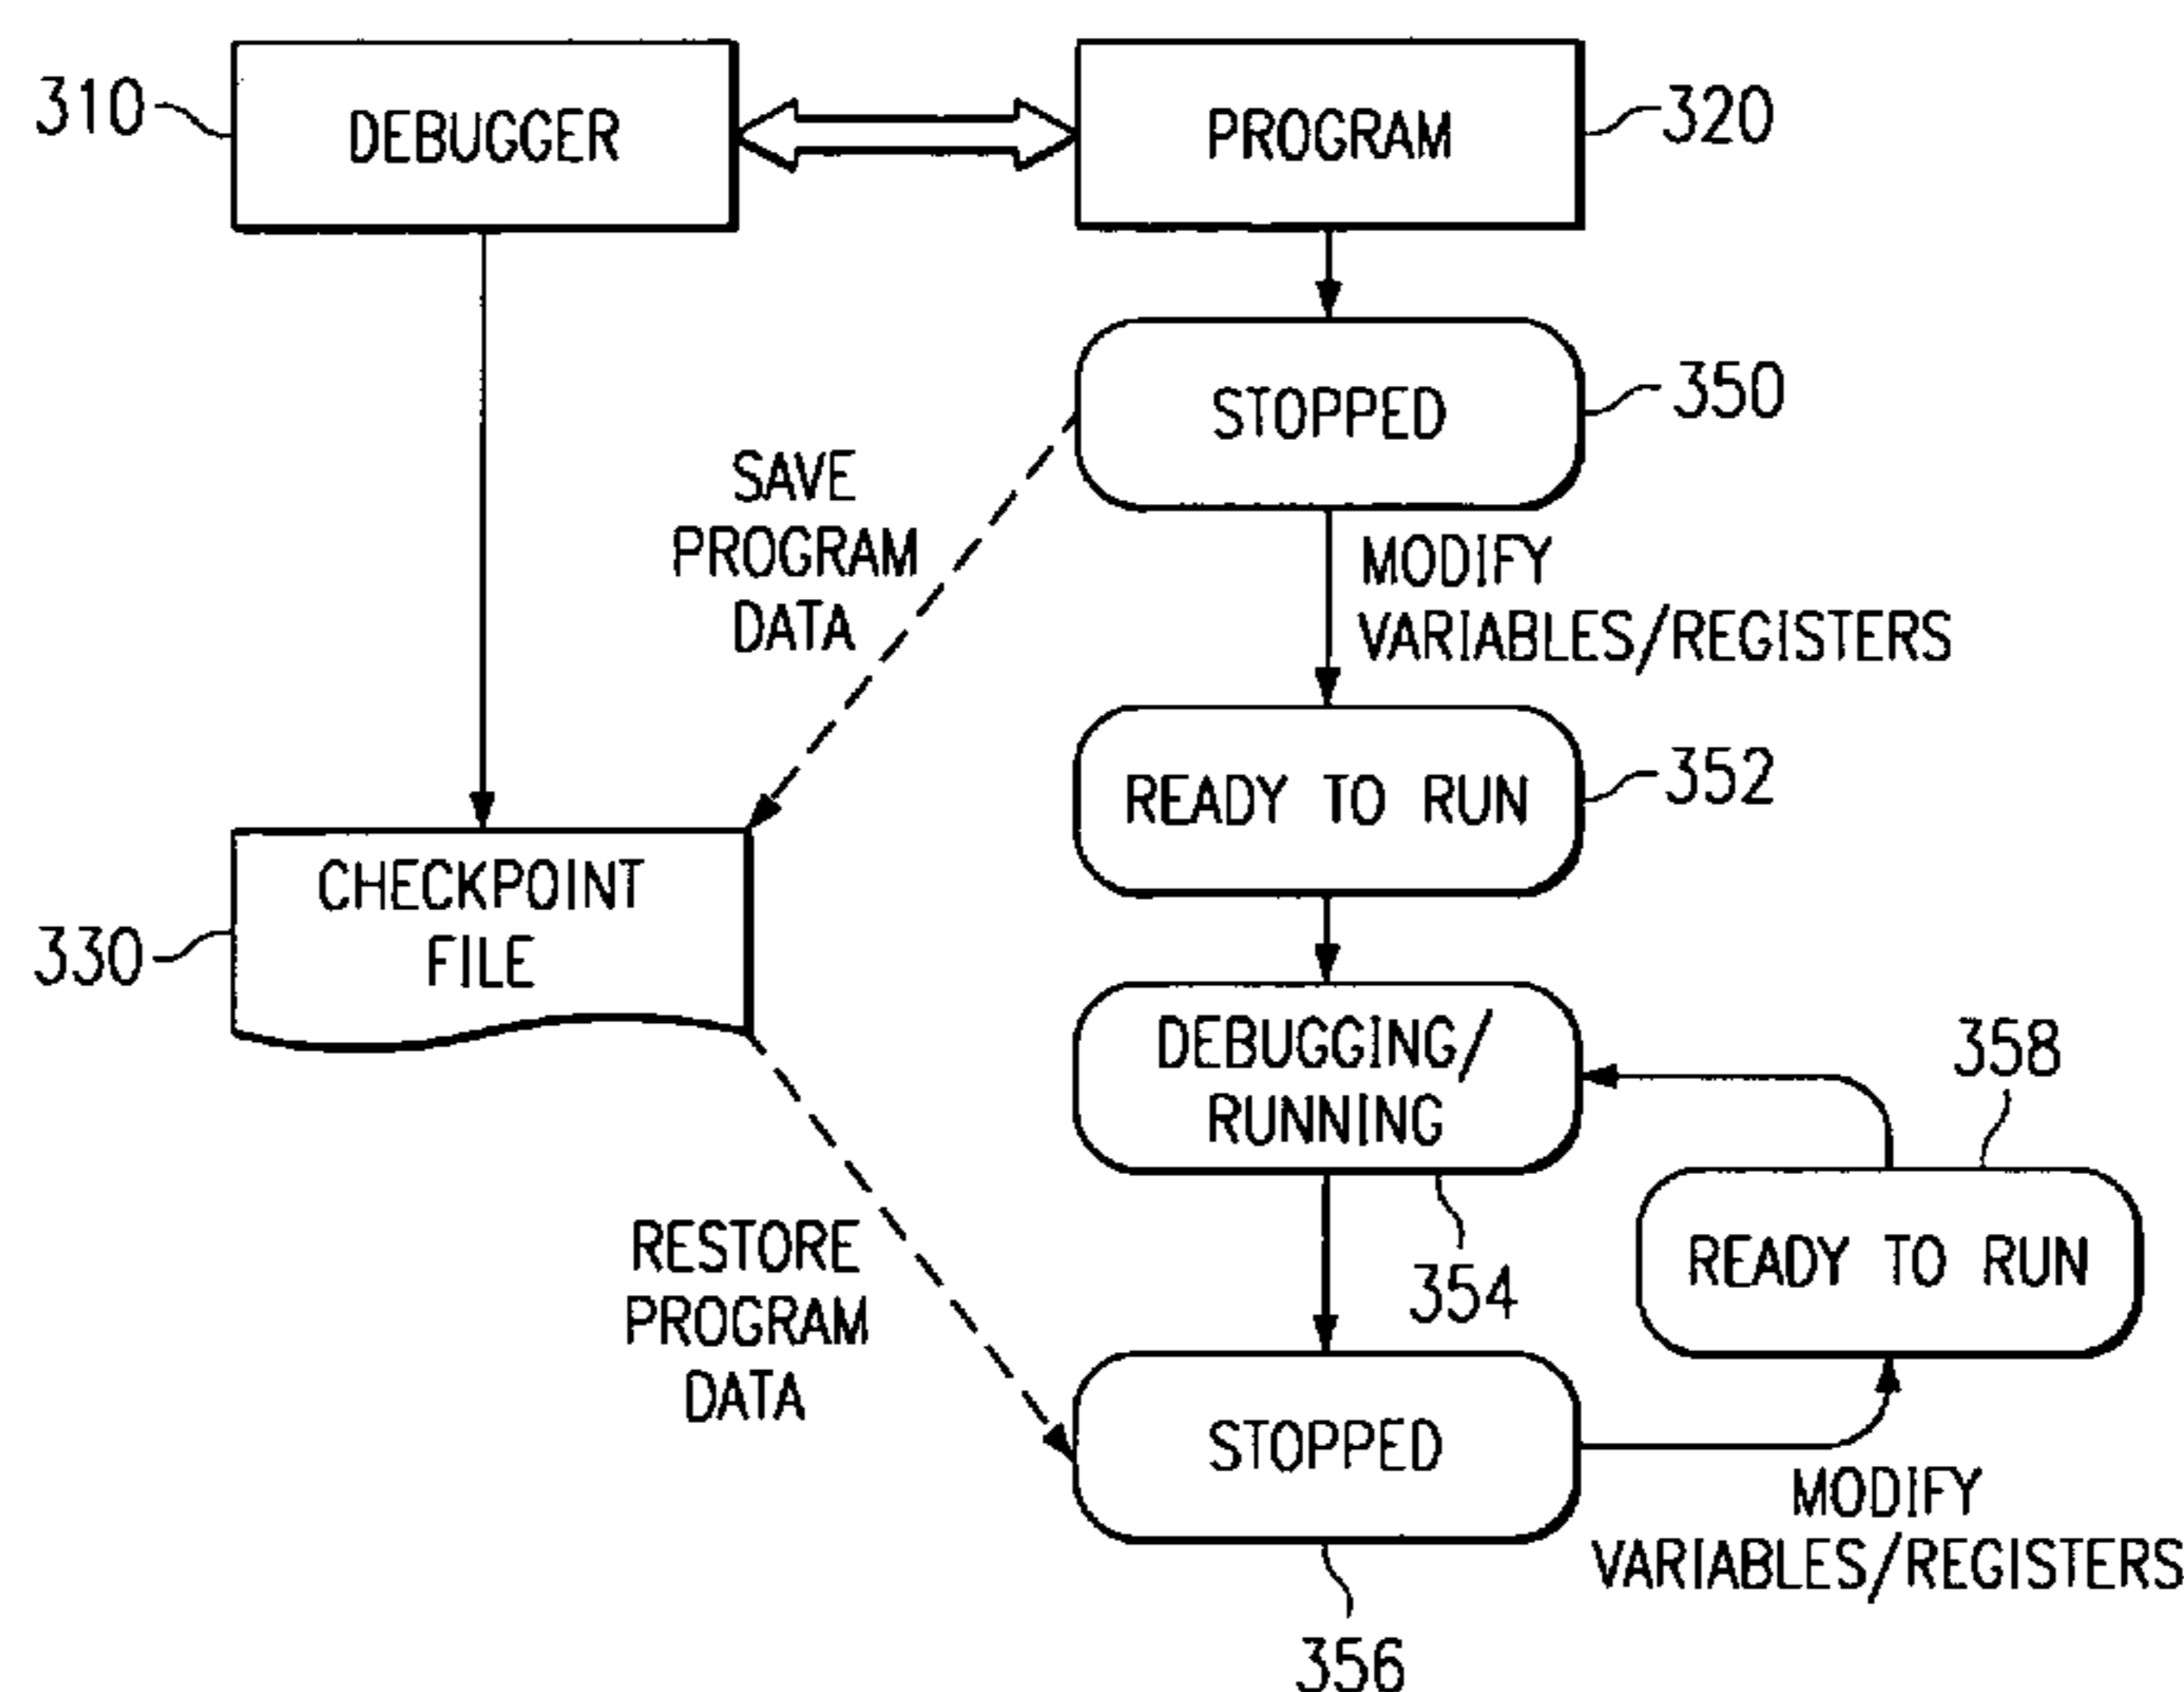 310
DEBUGGER
PROGRAM
320
STOPPED
350
SAVE
PROGRAM
DATA
MODIFY
VARIABLES/REGISTERS
READY TO RUN
352
CHECKPOINT
FILE
330
DEBUGGING/
RUNNING
354
358
READY TO RUN
RESTORE
PROGRAM
DATA
STOPPED
356
MODIFY
VARIABLES/REGISTERS